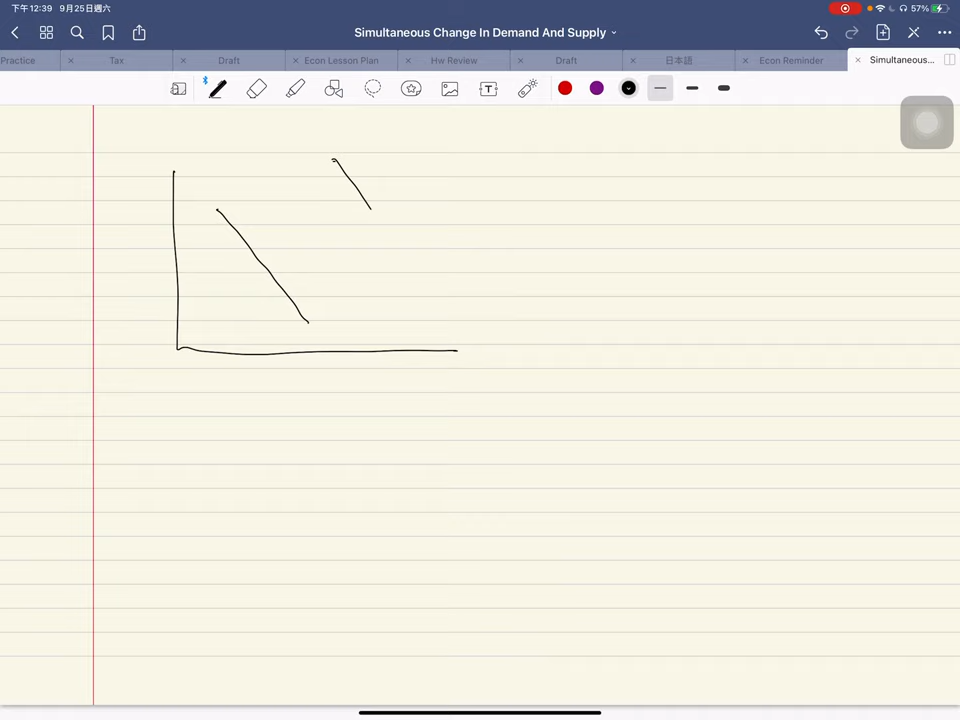 下午12:39 9月25日週六 57%
Simultaneous Change In Demand And Supply
Practice × Tax × Draft × Econ Lesson Plan × Hw Review × Draft × 日本語 × Econ Reminder × Simultaneous...
T